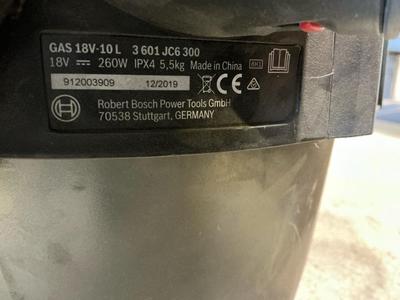 GAS 18V-10 L 3 601 JC6 300
18V 260W IPX4 5,5kg Made in China
912003909 12/2019 CE
Robert Bosch Power Tools GmbH
70538 Stuttgart, GERMANY